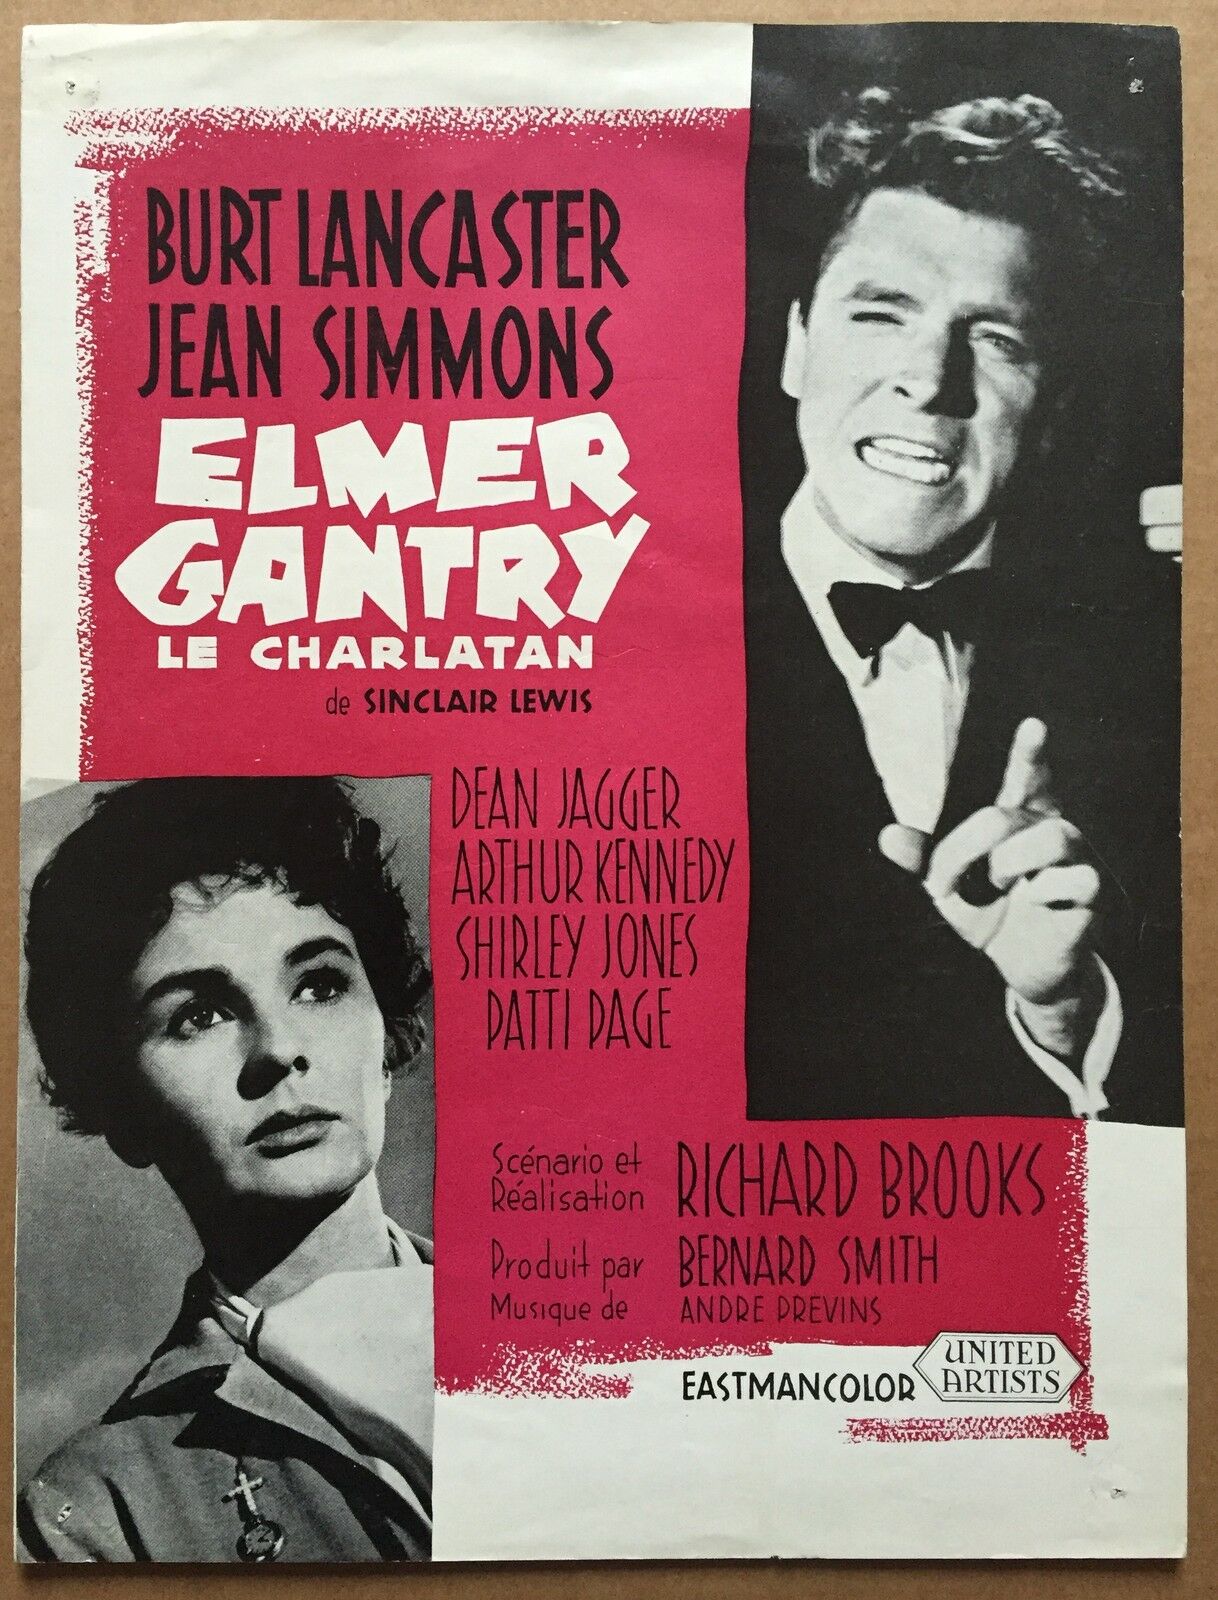 BURT LANCASTER
JEAN SIMMONS
ELMER
GANTRY
LE CHARLATAN
de SINCLAIR LEWIS
DEAN JAGGER
ARTHUR KENNEDY
SHIRLEY JONES
PATTI PAGE
Scénario et
Réalisation RICHARD BROOKS
Produit par BERNARD SMITH
Musique de ANDRE PREVINS
EASTMANCOLOR
UNITED
ARTISTS